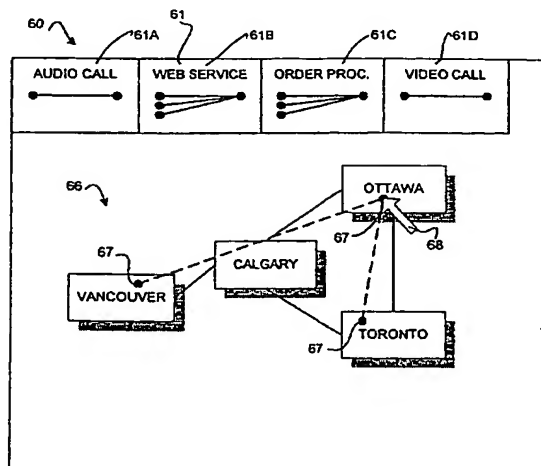 60
61A
61
61B
61C
61D
AUDIO CALL
WEB SERVICE
ORDER PROC.
VIDEO CALL
66
OTTAWA
67
68
67
CALGARY
VANCOUVER
67
TORONTO